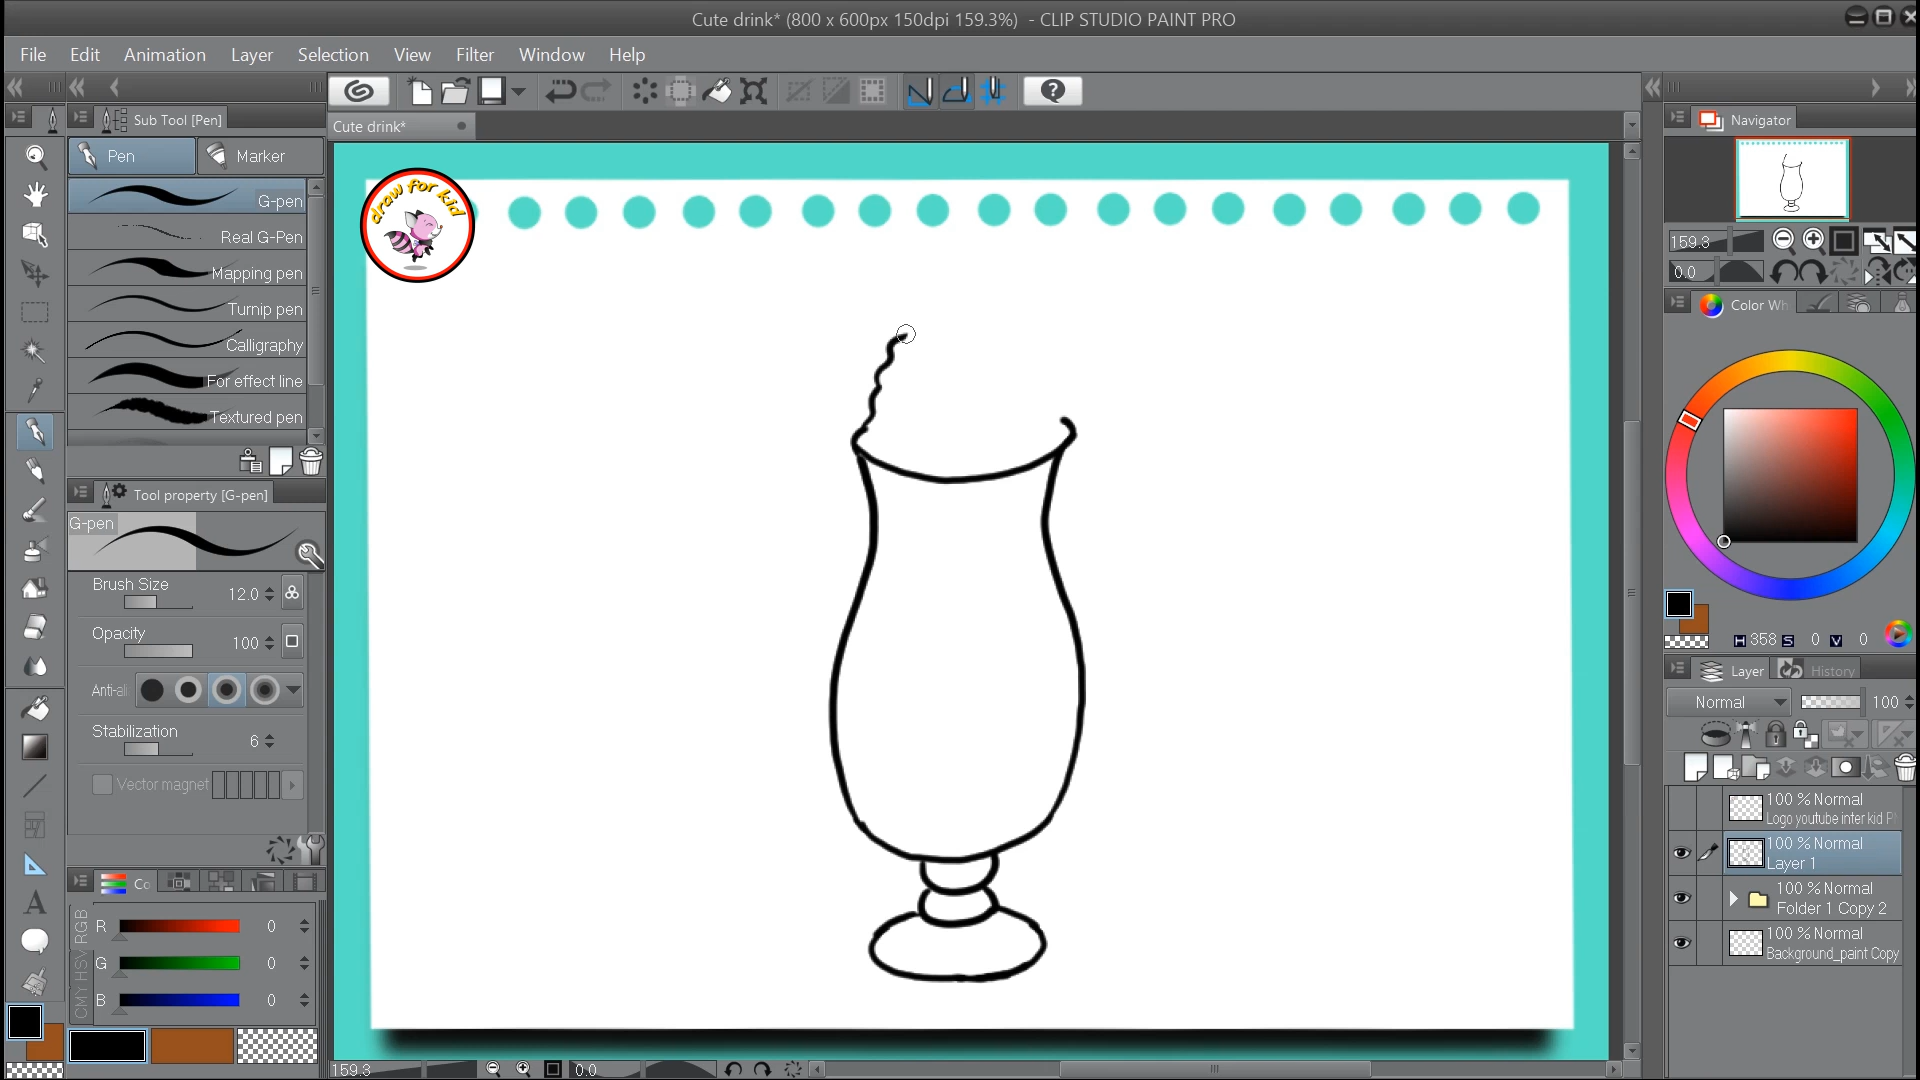 Cute drink* (800 x 600px 150dpi 159.3%) - CLIP STUDIO PAINT PRO
File Edit Animation Layer Selection View Filter Window Help
Sub Tool [Pen]
Cute drink*
Navigator
Pen
Marker
draw for kid
G-pen
Real G-Pen
Mapping pen
Turnip pen
Calligraphy
For effect line
Textured pen
159.3
0.0
Color Wh
Tool property [G-pen]
G-pen
Brush Size 12.0
Opacity 100
Anti-ali
Stabilization 6
Vector magnet
H 358 S 0 V 0
Layer History
Normal 100
100 % Normal
Logo youtube inter kid P
100 % Normal
Layer 1
100 % Normal
Folder 1 Copy 2
100 % Normal
Background_paint Copy
Co
RGB
HSV
CMY
R 0
G 0
B 0
A
159.3 0.0